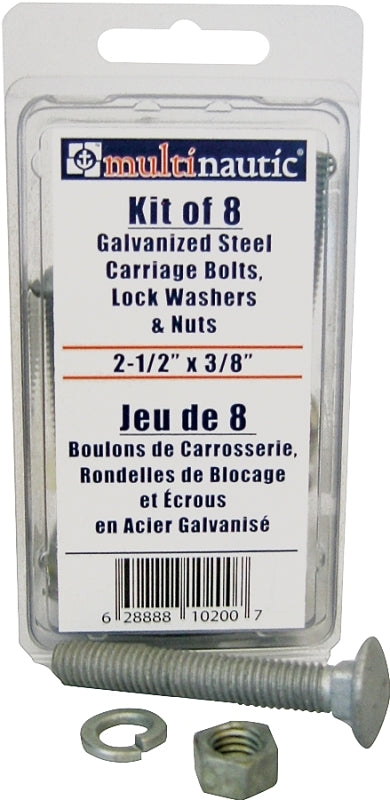 multinautic®
Kit of 8
Galvanized Steel
Carriage Bolts,
Lock Washers
& Nuts
2-1/2” x 3/8”
Jeu de 8
Boulons de Carrosserie,
Rondelles de Blocage
et Écrous
en Acier Galvanisé
6 28888 10200 7